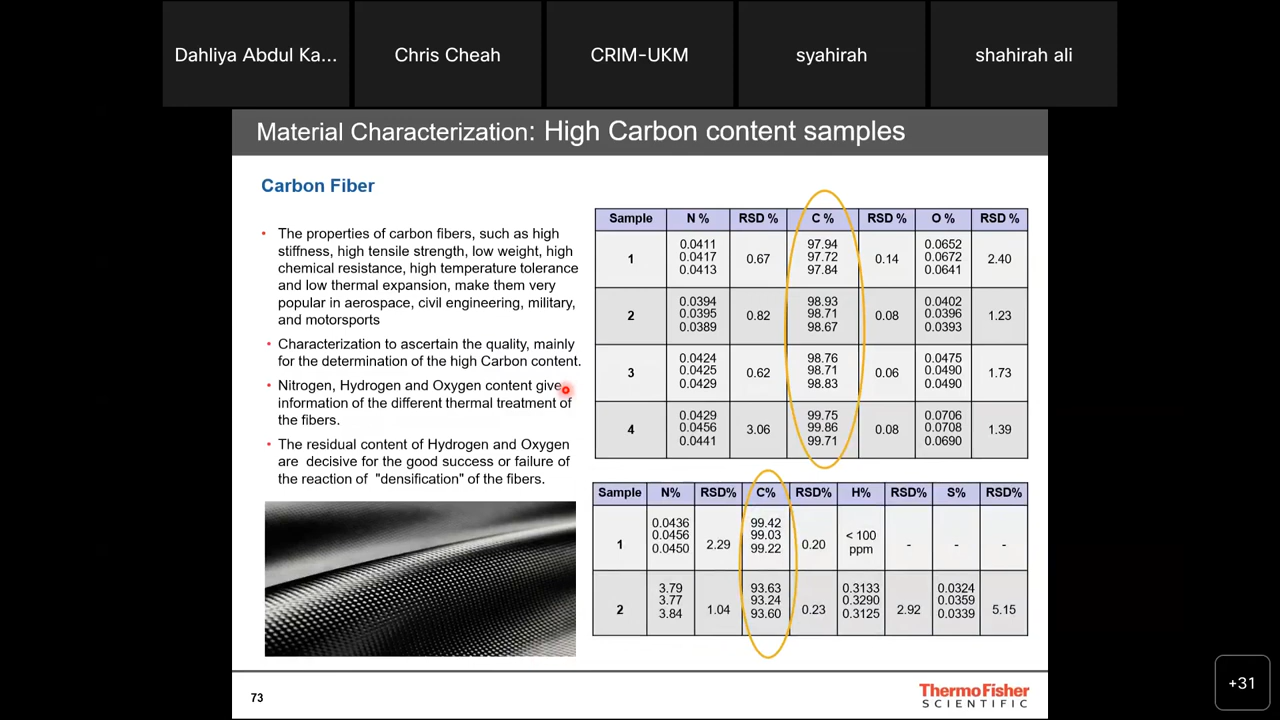 Dahliya Abdul Ka...
Chris Cheah
CRIM-UKM
syahirah
shahirah ali
Material Characterization: High Carbon content samples
Carbon Fiber
• The properties of carbon fibers, such as high
stiffness, high tensile strength, low weight, high
chemical resistance, high temperature tolerance
and low thermal expansion, make them very
popular in aerospace, civil engineering, military,
and motorsports
• Characterization to ascertain the quality, mainly
for the determination of the high Carbon content.
• Nitrogen, Hydrogen and Oxygen content give
information of the different thermal treatment of
the fibers.
• The residual content of Hydrogen and Oxygen
are decisive for the good success or failure of
the reaction of "densification" of the fibers.
Sample N % RSD % C % RSD % O % RSD %
0.0411 97.94 0.0652
1 0.0417 0.67 97.72 0.14 0.0672 2.40
0.0413 97.84 0.0641
0.0394 98.93 0.0402
2 0.0395 0.82 98.71 0.08 0.0396 1.23
0.0389 98.67 0.0393
0.0424 98.76 0.0475
3 0.0425 0.62 98.71 0.06 0.0490 1.73
0.0429 98.83 0.0490
0.0429 99.75 0.0706
4 0.0456 3.06 99.86 0.08 0.0708 1.39
0.0441 99.71 0.0690
Sample N% RSD% C% RSD% H% RSD% S% RSD%
0.0436 99.42
0.0456 99.03 < 100
1 0.0450 2.29 99.22 0.20 ppm - - -
3.79 93.63 0.3133 0.0324
3.77 93.24 0.3290 0.0359
2 3.84 1.04 93.60 0.23 0.3125 2.92 0.0339 5.15
73
ThermoFisher
SCIENTIFIC
+31